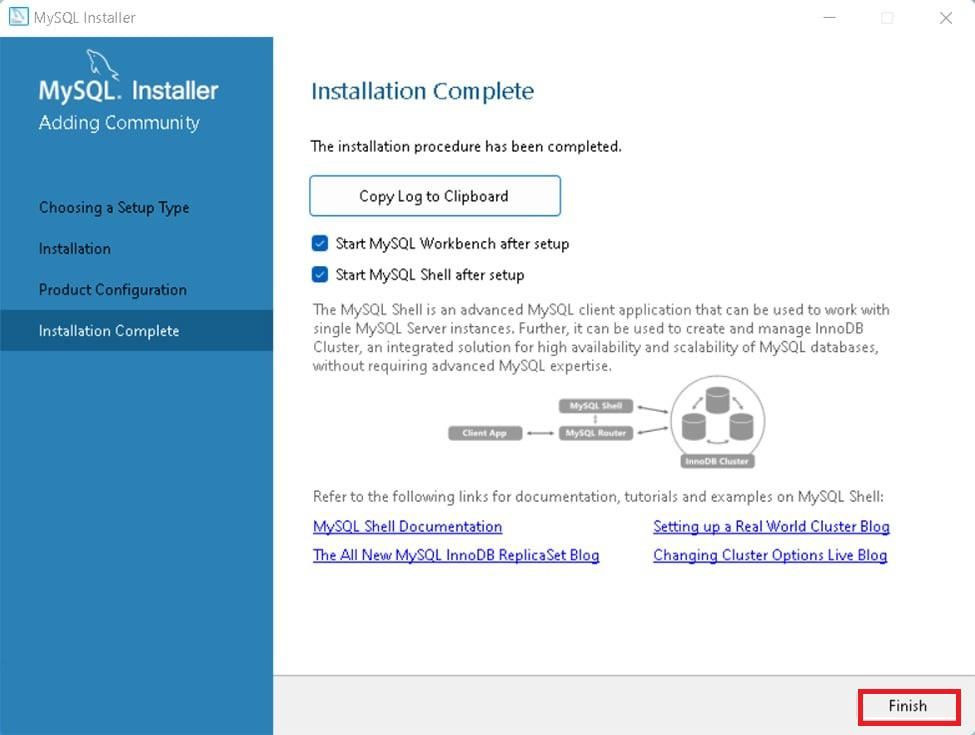 MySQL Installer
MySQL. Installer
Adding Community
Choosing a Setup Type
Installation
Product Configuration
Installation Complete
Installation Complete
The installation procedure has been completed.
Copy Log to Clipboard
Start MySQL Workbench after setup
Start MySQL Shell after setup
The MySQL Shell is an advanced MySQL client application that can be used to work with
single MySQL Server instances. Further, it can be used to create and manage InnoDB
Cluster, an integrated solution for high availability and scalability of MySQL databases,
without requiring advanced MySQL expertise.
MySQL Shell
Client App
MySQL Router
InnoDB Cluster
Refer to the following links for documentation, tutorials and examples on MySQL Shell:
MySQL Shell Documentation
Setting up a Real World Cluster Blog
The All New MySQL InnoDB ReplicaSet Blog
Changing Cluster Options Live Blog
Finish